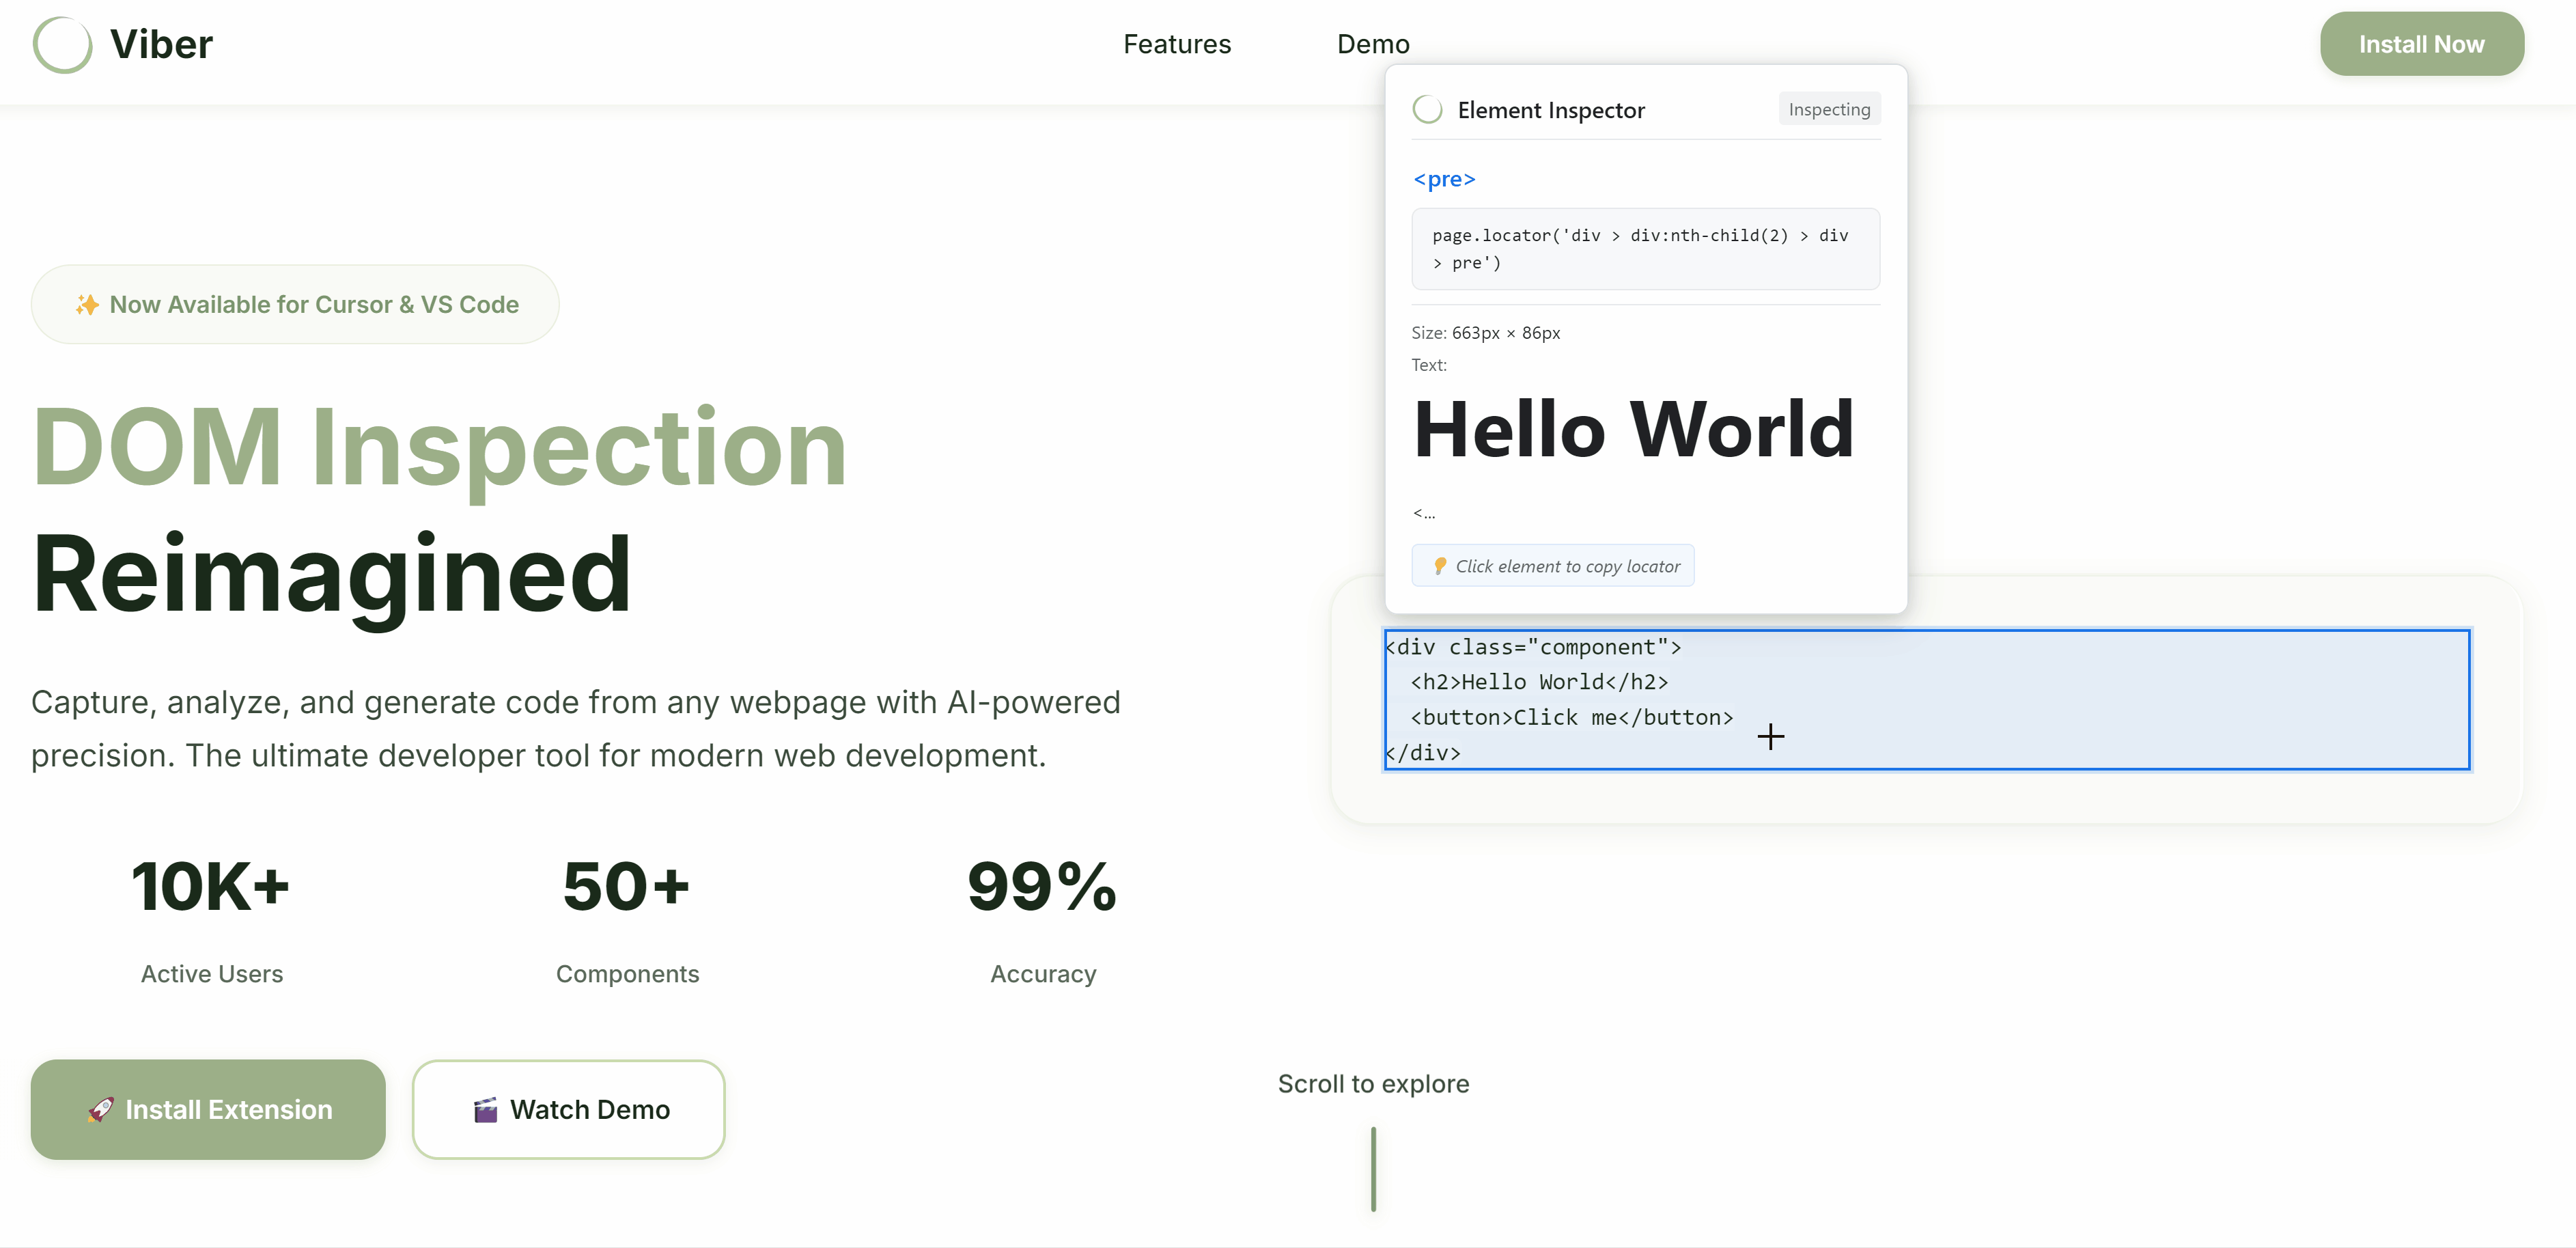 Viber
Features
Demo
Install Now
✨ Now Available for Cursor & VS Code
DOM Inspection
Reimagined
Capture, analyze, and generate code from any webpage with AI-powered
precision. The ultimate developer tool for modern web development.
10K+
Active Users
50+
Components
99%
Accuracy
🚀 Install Extension
🎬 Watch Demo
Element Inspector
Inspecting
<pre>
page.locator('div > div:nth-child(2) > div
> pre')
Size: 663px × 86px
Text:
Hello World
<...
💡 Click element to copy locator
<div class="component">
  <h2>Hello World</h2>
  <button>Click me</button>
</div>
Scroll to explore